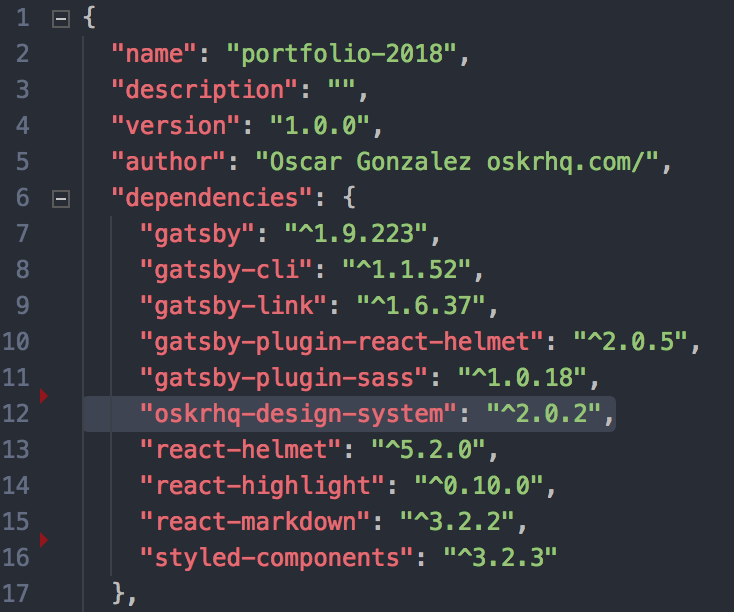 1 {
2 "name": "portfolio-2018",
3 "description": "",
4 "version": "1.0.0",
5 "author": "Oscar Gonzalez oskrhq.com/",
6 "dependencies": {
7 "gatsby": "^1.9.223",
8 "gatsby-cli": "^1.1.52",
9 "gatsby-link": "^1.6.37",
10 "gatsby-plugin-react-helmet": "^2.0.5",
11 "gatsby-plugin-sass": "^1.0.18",
12 "oskrhq-design-system": "^2.0.2",
13 "react-helmet": "^5.2.0",
14 "react-highlight": "^0.10.0",
15 "react-markdown": "^3.2.2",
16 "styled-components": "^3.2.3"
17 },